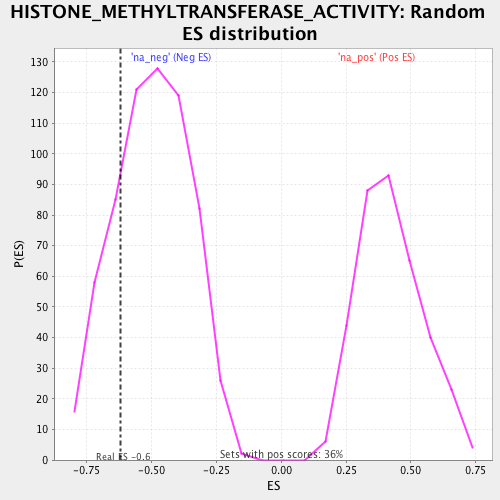 HISTONE_METHYLTRANSFERASE_ACTIVITY: Random
ES distribution
'na_neg' (Neg ES)
'na_pos' (Pos ES)
130
120
110
100
90
80
70
60
50
40
30
20
10
0
P(ES)
Real ES -0.6
Sets with pos scores: 36%
-0.75
-0.50
-0.25
0.00
0.25
0.50
0.75
ES